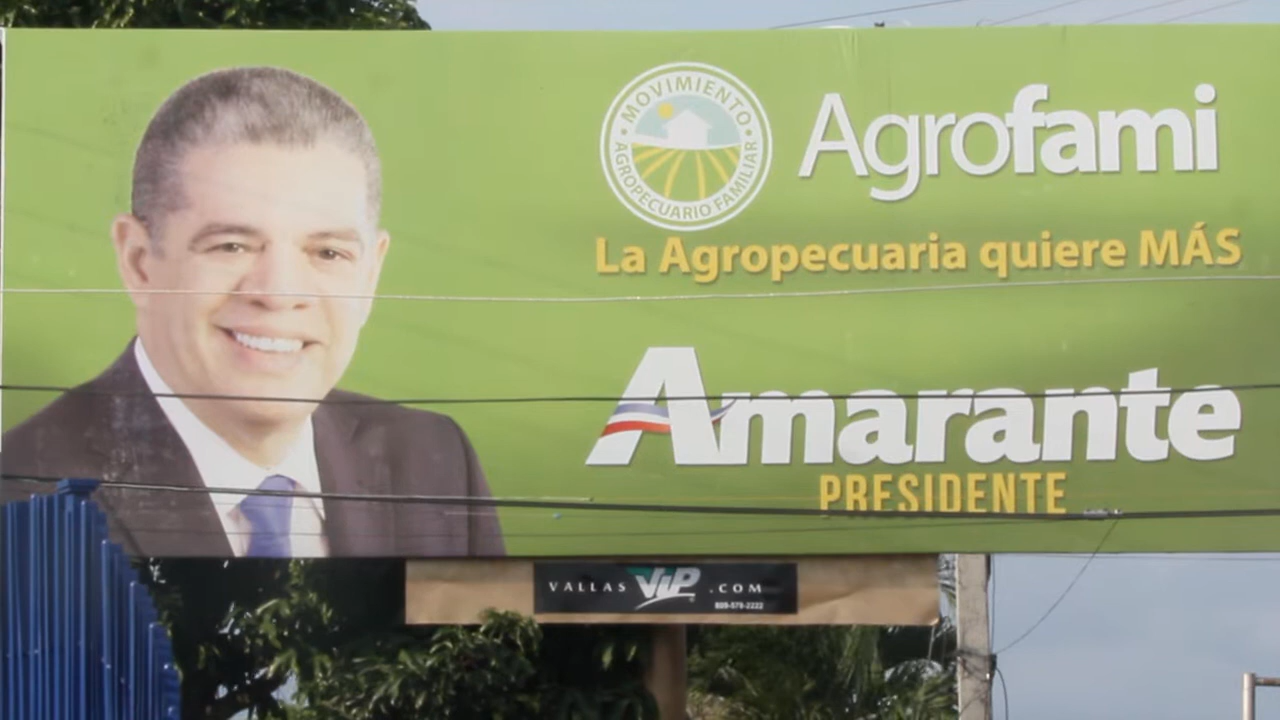 MOVIMIENTO
AGROPECUARIO FAMILIAR
Agrofami
La Agropecuaria quiere MÁS
Amarante
PRESIDENTE
VALLAS VIP .COM
809-579-2222